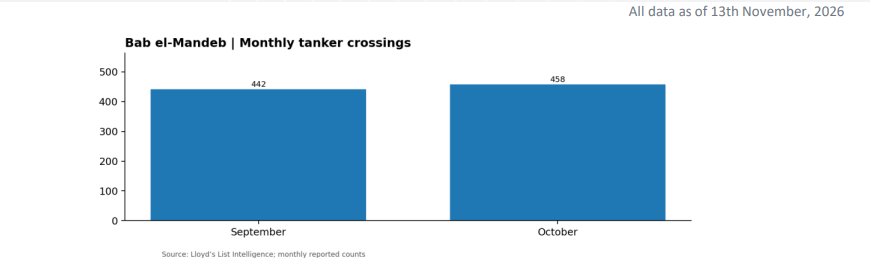 All data as of 13th November, 2026
Bab el-Mandeb | Monthly tanker crossings
500
400
300
200
100
0
442
458
September
October
Source: Lloyd's List Intelligence; monthly reported counts